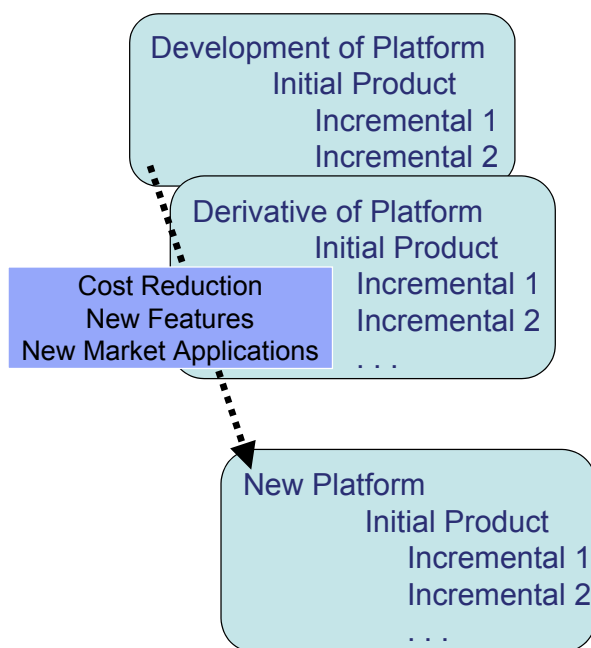 Development of Platform
Initial Product
Incremental 1
Incremental 2
Derivative of Platform
Initial Product
Incremental 1
Incremental 2
. . .
Cost Reduction
New Features
New Market Applications
New Platform
Initial Product
Incremental 1
Incremental 2
. . .